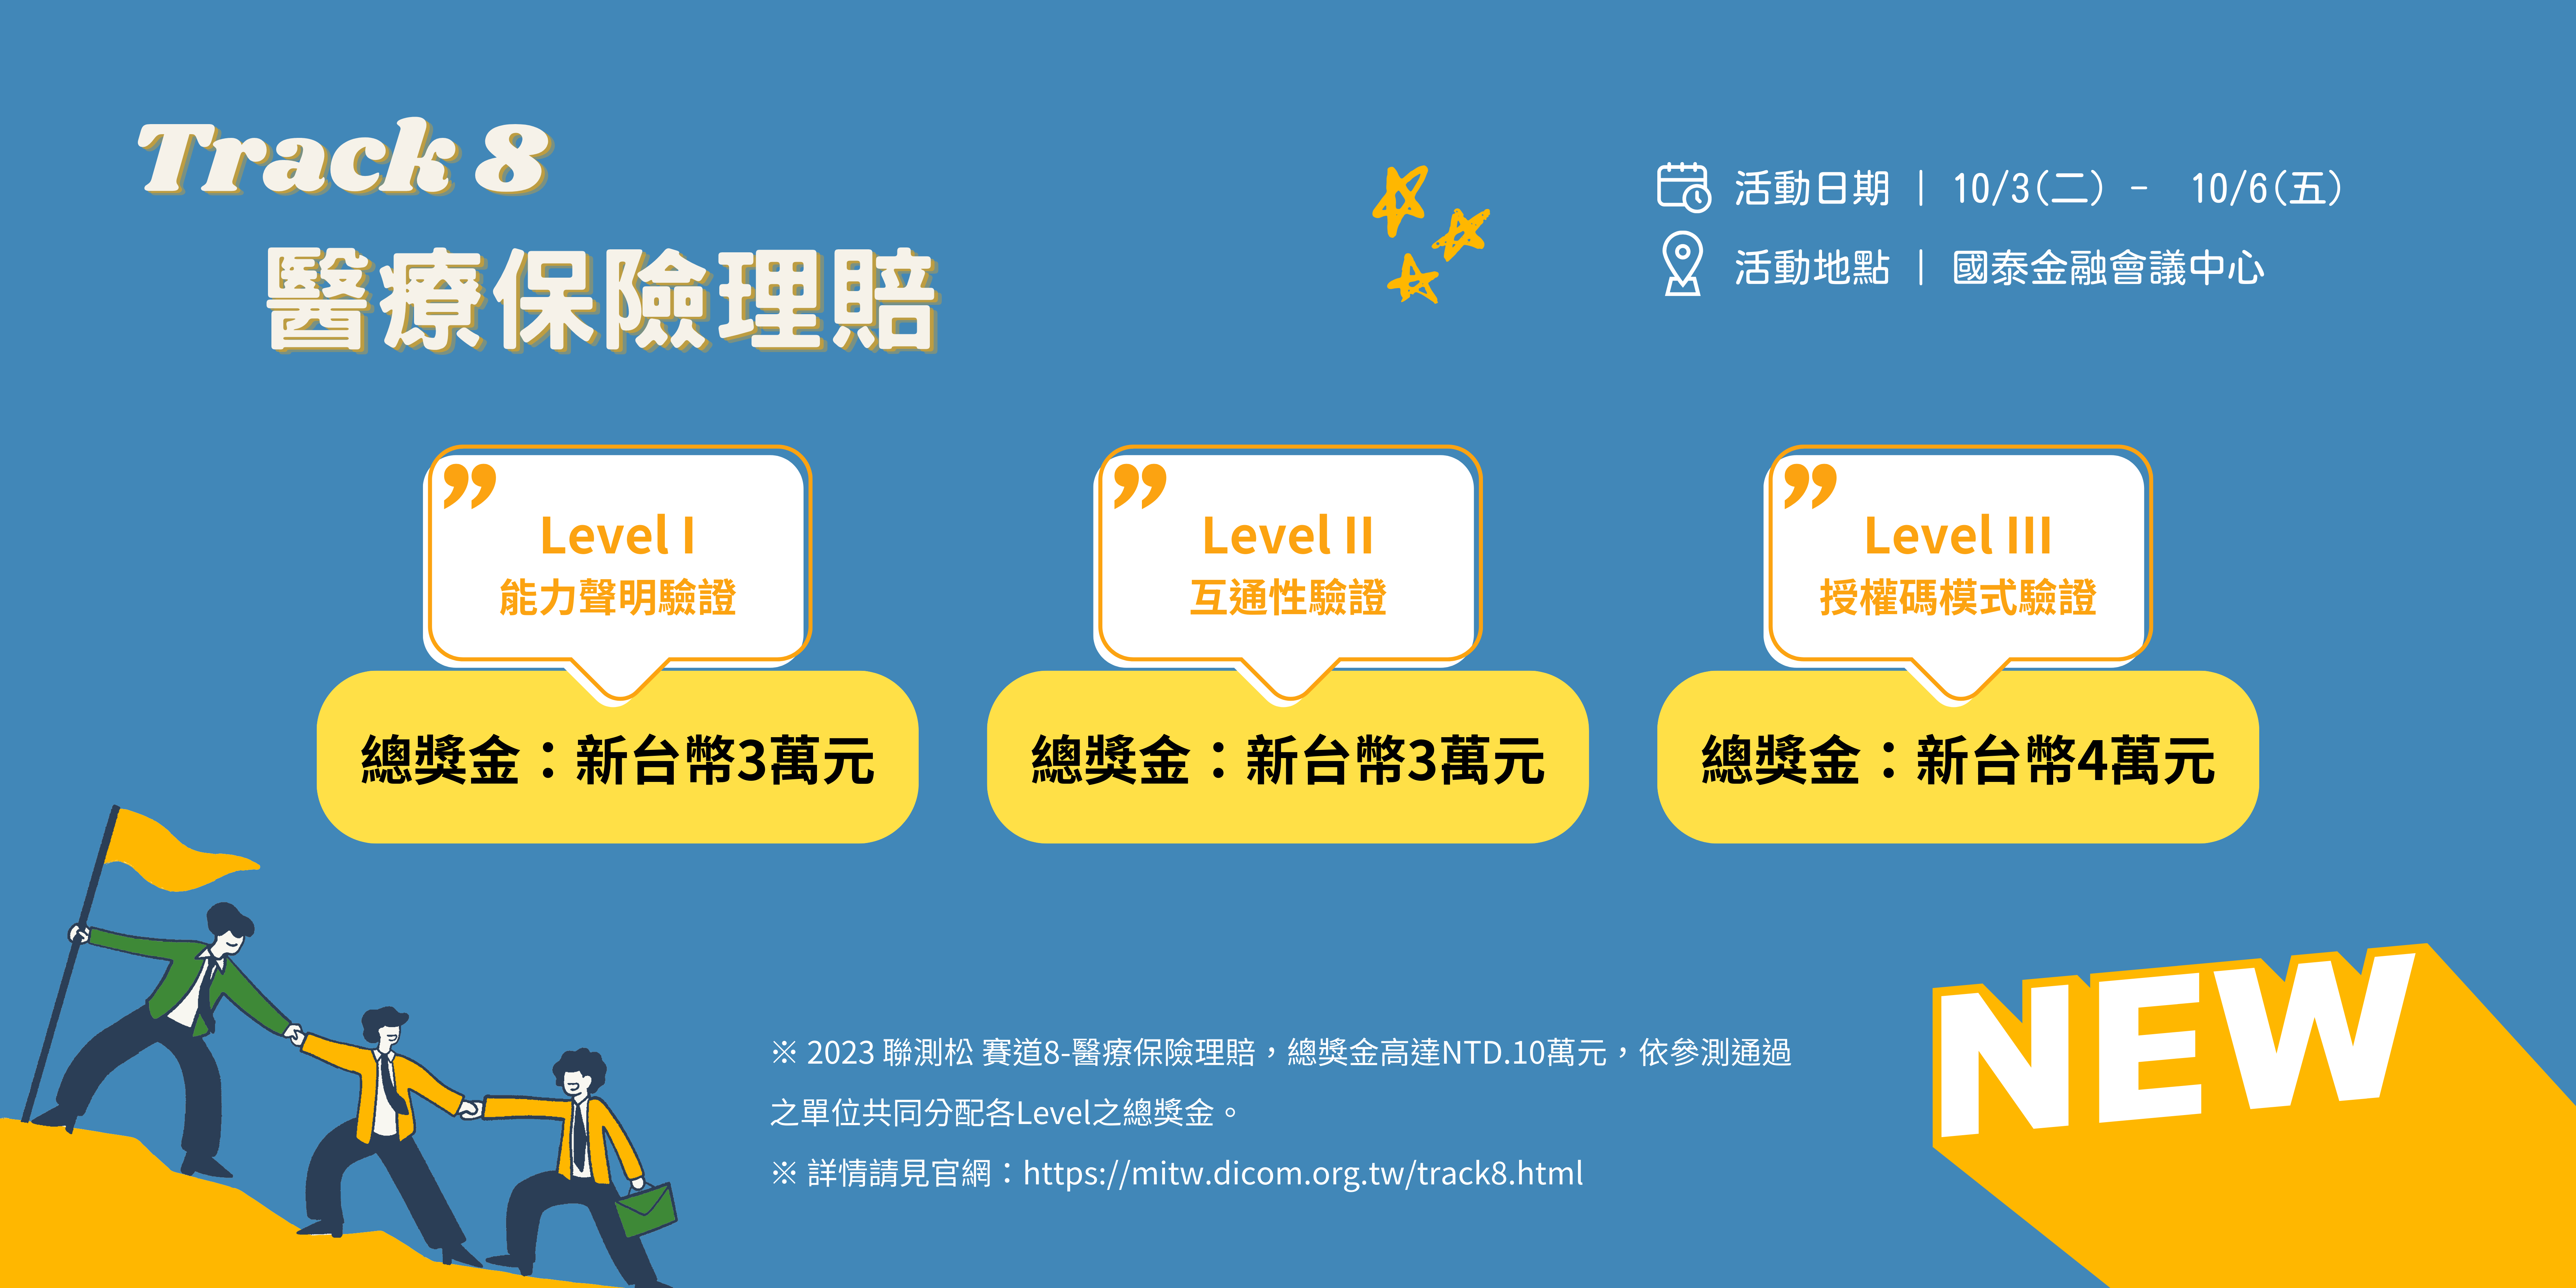 Track 8
醫療保險理賠
活動日期 | 10/3(二) - 10/6(五)
活動地點 | 國泰金融會議中心
Level I
能力聲明驗證
總獎金：新台幣3萬元
Level II
互通性驗證
總獎金：新台幣3萬元
Level III
授權碼模式驗證
總獎金：新台幣4萬元
※ 2023 聯測松 賽道8-醫療保險理賠，總獎金高達NTD.10萬元，依參測通過
之單位共同分配各Level之總獎金。
※ 詳情請見官網：https://mitw.dicom.org.tw/track8.html
NEW